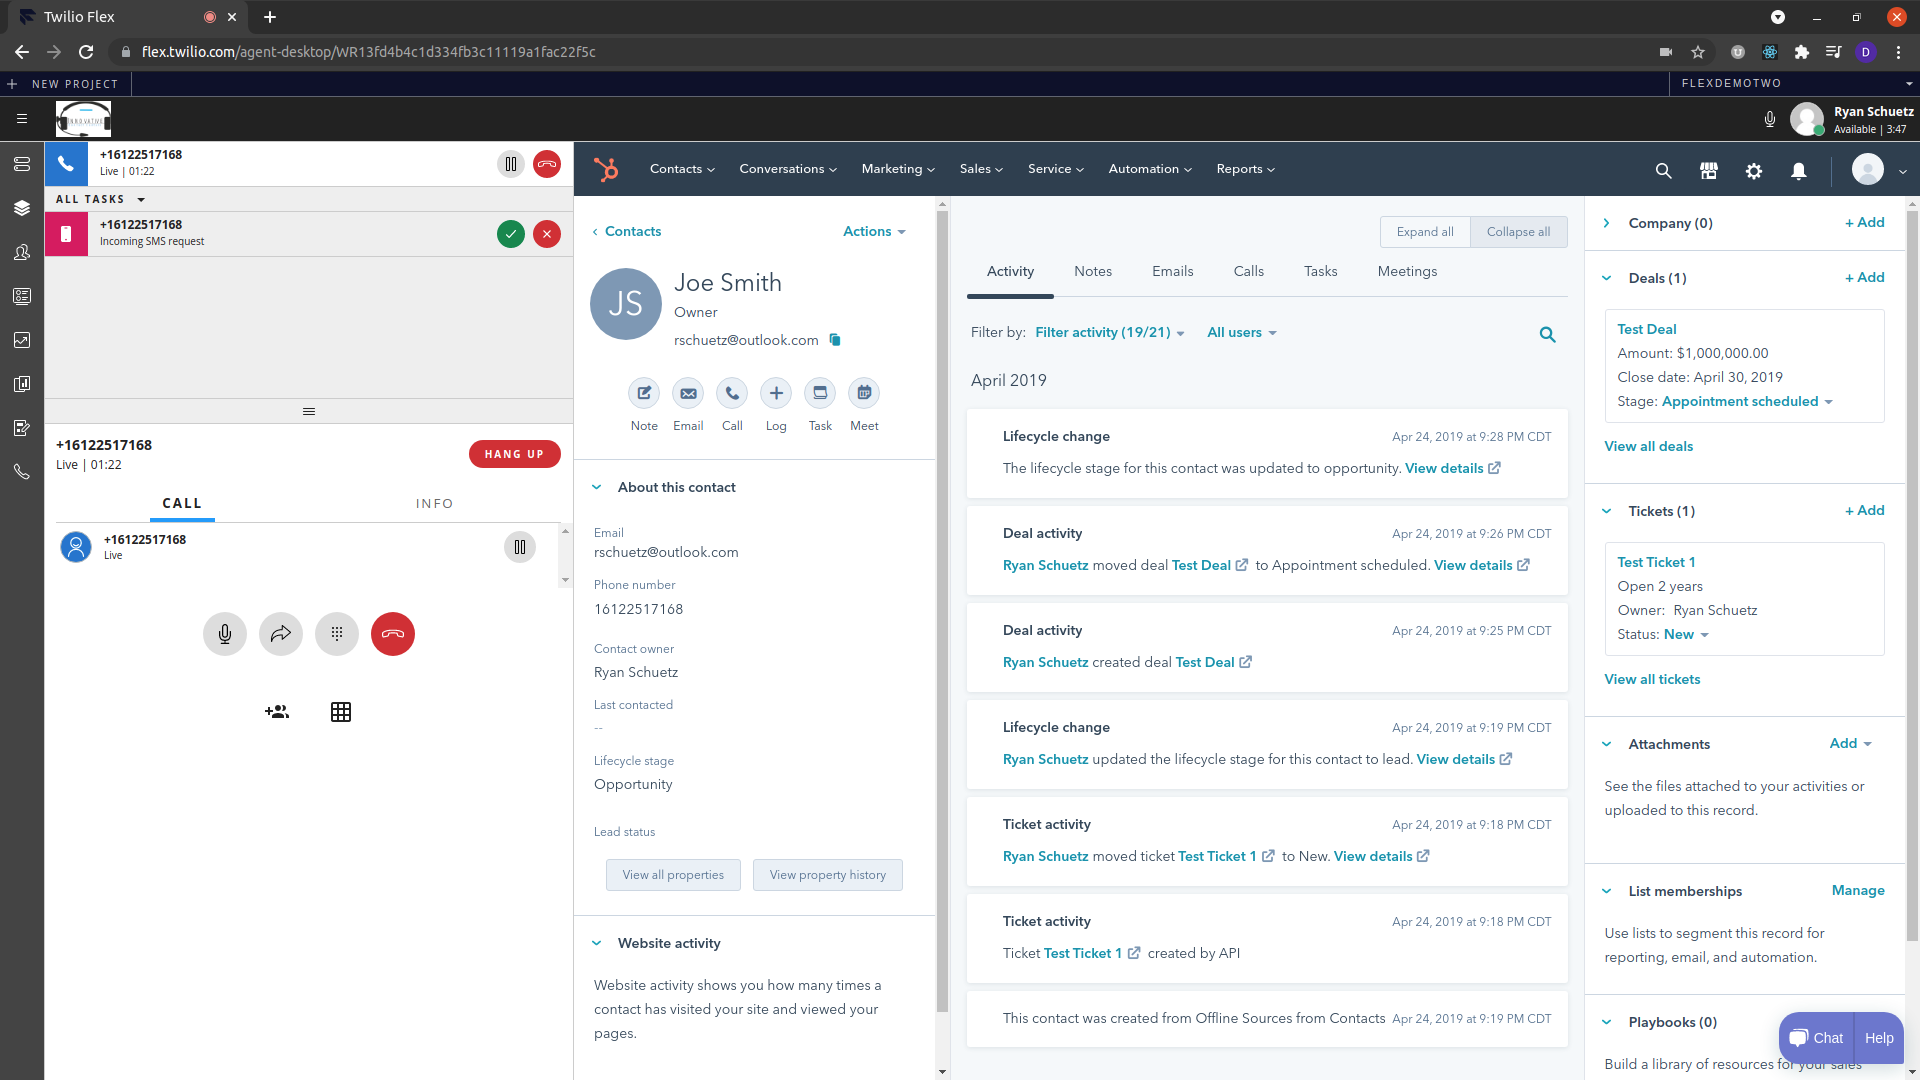 Twilio Flex
flex.twilio.com/agent-desktop/WR13fd4b4c1d334fb3c11119a1fac22f5c
D
NEW PROJECT
FLEXDEMOTWO
INNOVATIVE
Ryan Schuetz
Available | 3:47
+16122517168
Live | 01:22
ALL TASKS
+16122517168
Incoming SMS request
+16122517168
Live | 01:22
HANG UP
CALL
INFO
+16122517168
Live
Contacts
Conversations
Marketing
Sales
Service
Automation
Reports
Contacts
Actions
JS
Joe Smith
Owner
rschuetz@outlook.com
Note
Email
Call
Log
Task
Meet
About this contact
Email
rschuetz@outlook.com
Phone number
16122517168
Contact owner
Ryan Schuetz
Last contacted
--
Lifecycle stage
Opportunity
Lead status
View all properties
View property history
Website activity
Website activity shows you how many times a
contact has visited your site and viewed your
pages.
Expand all
Collapse all
Activity
Notes
Emails
Calls
Tasks
Meetings
Filter by: Filter activity (19/21) All users
April 2019
Lifecycle change
Apr 24, 2019 at 9:28 PM CDT
The lifecycle stage for this contact was updated to opportunity. View details
Deal activity
Apr 24, 2019 at 9:26 PM CDT
Ryan Schuetz moved deal Test Deal to Appointment scheduled. View details
Deal activity
Apr 24, 2019 at 9:25 PM CDT
Ryan Schuetz created deal Test Deal
Lifecycle change
Apr 24, 2019 at 9:19 PM CDT
Ryan Schuetz updated the lifecycle stage for this contact to lead. View details
Ticket activity
Apr 24, 2019 at 9:18 PM CDT
Ryan Schuetz moved ticket Test Ticket 1 to New. View details
Ticket activity
Apr 24, 2019 at 9:18 PM CDT
Ticket Test Ticket 1 created by API
This contact was created from Offline Sources from Contacts
Apr 24, 2019 at 9:19 PM CDT
Company (0)
+ Add
Deals (1)
+ Add
Test Deal
Amount: $1,000,000.00
Close date: April 30, 2019
Stage: Appointment scheduled
View all deals
Tickets (1)
+ Add
Test Ticket 1
Open 2 years
Owner: Ryan Schuetz
Status: New
View all tickets
Attachments
Add
See the files attached to your activities or
uploaded to this record.
List memberships
Manage
Use lists to segment this record for
reporting, email, and automation.
Playbooks (0)
Build a library of resources for your sales
Chat
Help